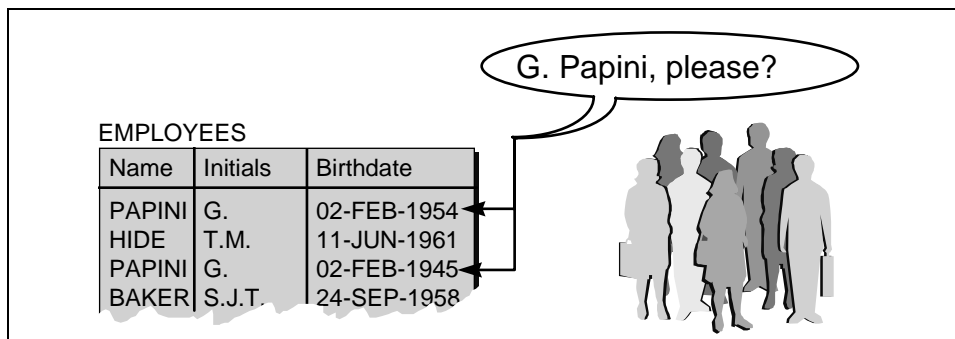 G. Papini, please?
EMPLOYEES
Name Initials Birthdate
PAPINI G. 02-FEB-1954
HIDE T.M. 11-JUN-1961
PAPINI G. 02-FEB-1945
BAKER S.J.T. 24-SEP-1958